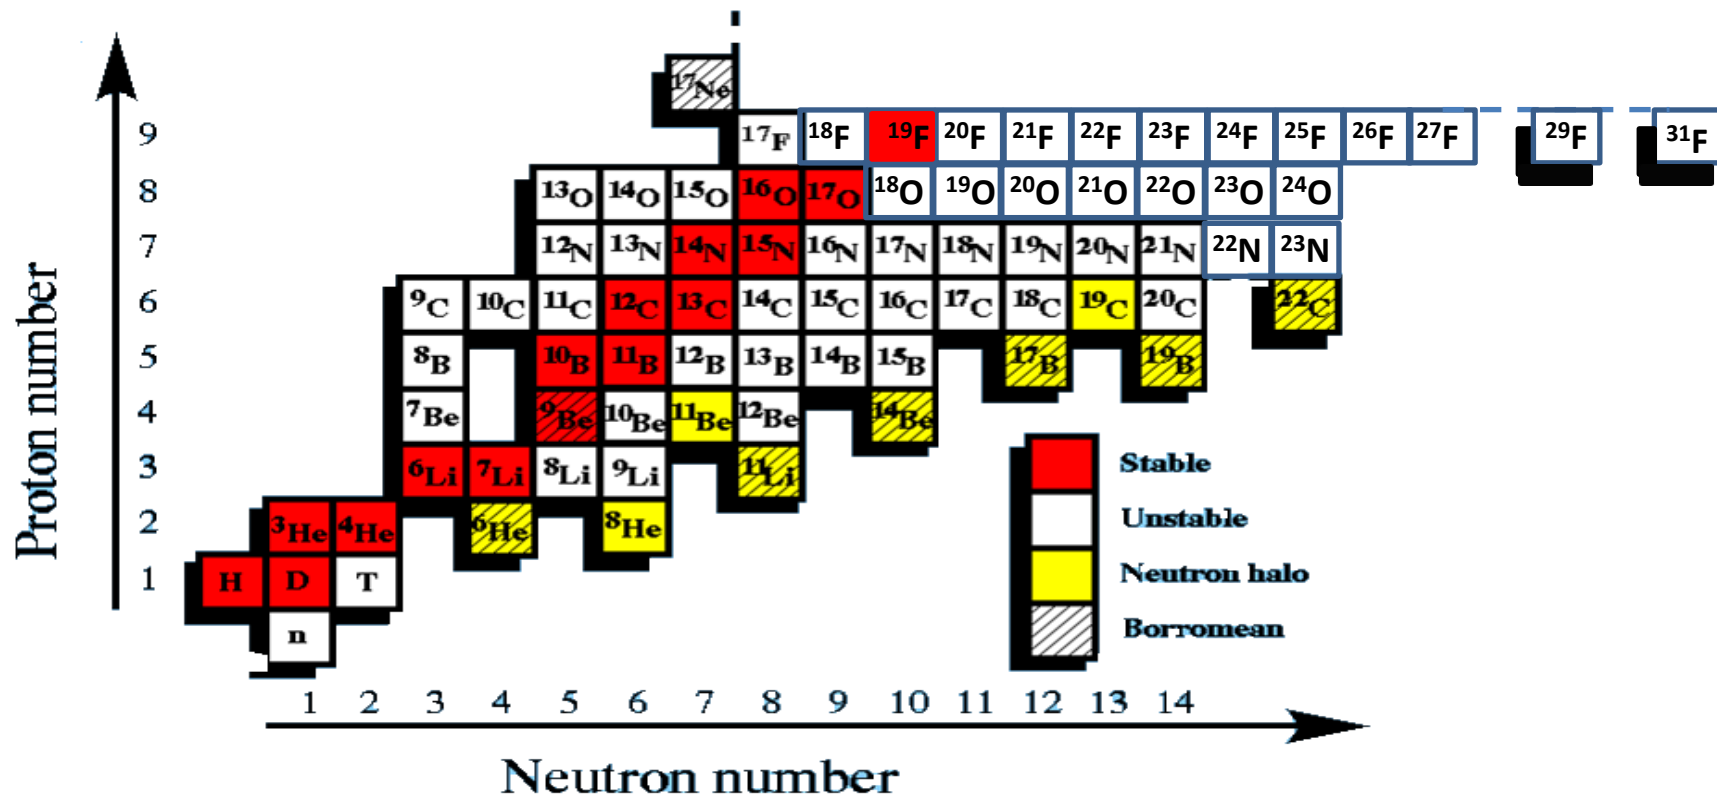 17Ne
9 17F 18F 19F 20F 21F 22F 23F 24F 25F 26F 27F 29F 31F
8 13O 14O 15O 16O 17O 18O 19O 20O 21O 22O 23O 24O
7 12N 13N 14N 15N 16N 17N 18N 19N 20N 21N 22N 23N
6 9C 10C 11C 12C 13C 14C 15C 16C 17C 18C 19C 20C 22C
5 8B 10B 11B 12B 13B 14B 15B 17B 19B
4 7Be 9Be 10Be 11Be 12Be 14Be
3 6Li 7Li 8Li 9Li 11Li
2 3He 4He 6He 8He
1 H D T
n
Proton number
Stable
Unstable
Neutron halo
Borromean
1 2 3 4 5 6 7 8 9 10 11 12 13 14
Neutron number